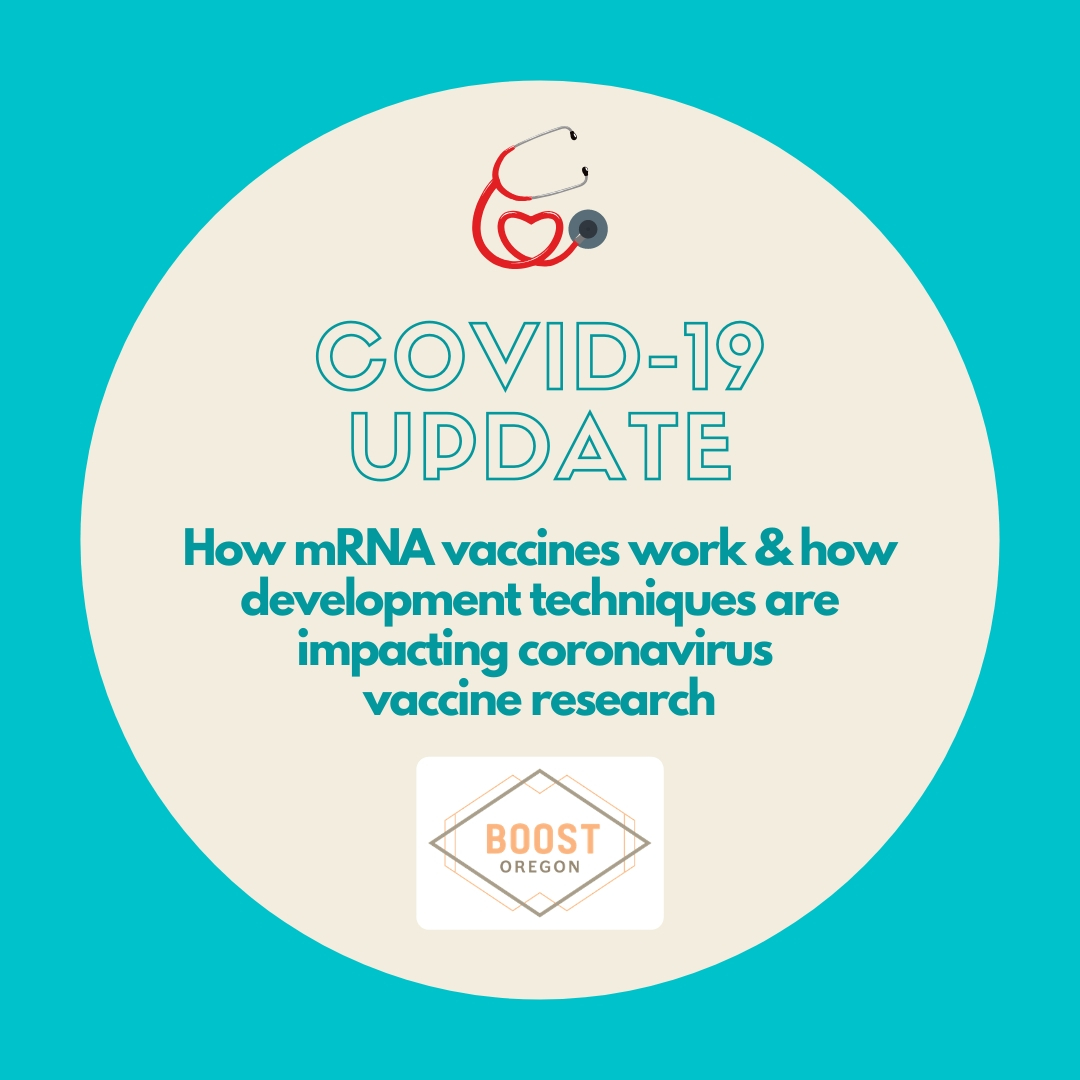 COVID-19
UPDATE
How mRNA vaccines work & how
development techniques are
impacting coronavirus
vaccine research
BOOST
OREGON